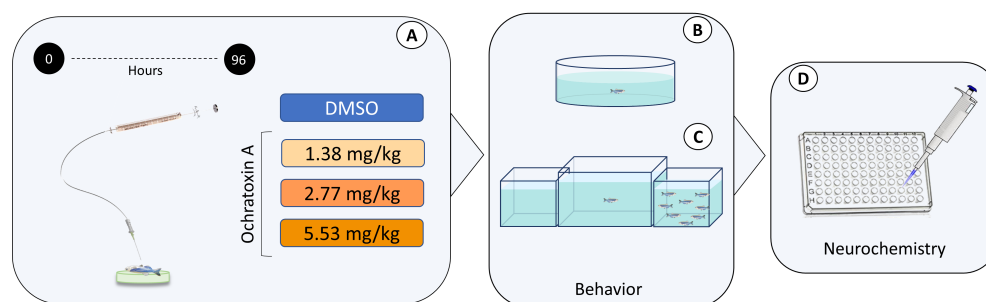 A
0
96
Hours
DMSO
Ochratoxin A
1.38 mg/kg
2.77 mg/kg
5.53 mg/kg
B
C
Behavior
D
A
B
C
D
E
F
G
H
Neurochemistry